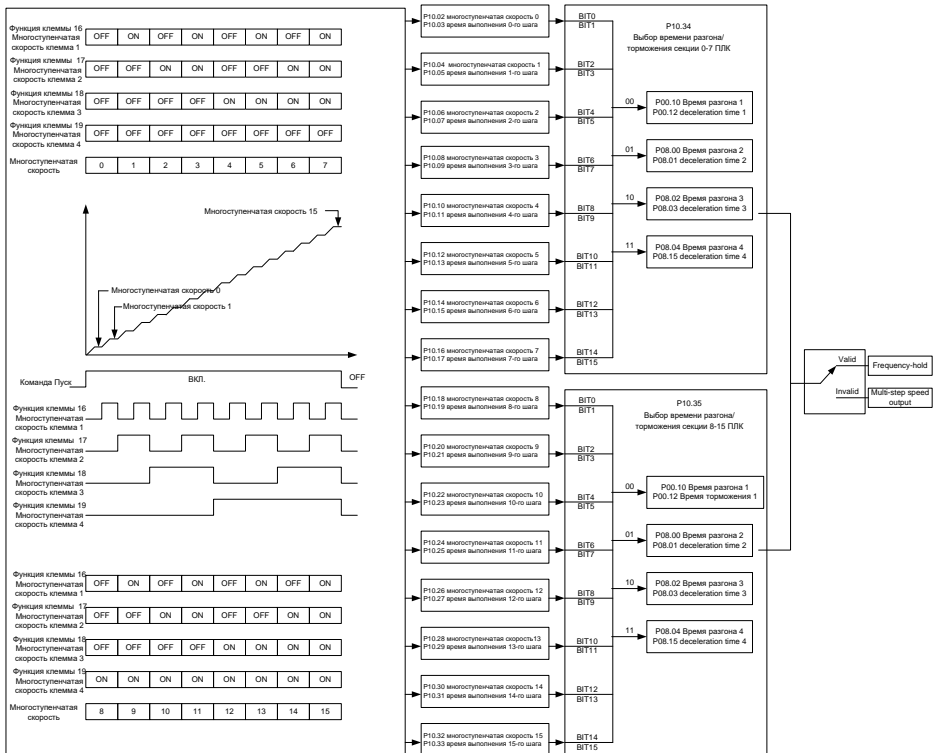 Функция клеммы 16
Многоступенчатая
скорость клемма 1
OFF ON OFF ON OFF ON OFF ON
Функция клеммы 17
Многоступенчатая
скорость клемма 2
OFF OFF ON ON OFF OFF ON ON
Функция клеммы 18
Многоступенчатая
скорость клемма 3
OFF OFF OFF OFF ON ON ON ON
Функция клеммы 19
Многоступенчатая
скорость клемма 4
OFF OFF OFF OFF OFF OFF OFF OFF
Многоступенчатая
скорость
0 1 2 3 4 5 6 7
Многоступенчатая скорость 15
Многоступенчатая скорость 0
Многоступенчатая скорость 1
Команда Пуск
ВКЛ.
OFF
Функция клеммы 16
Многоступенчатая
скорость клемма 1
Функция клеммы 17
Многоступенчатая
скорость клемма 2
Функция клеммы 18
Многоступенчатая
скорость клемма 3
Функция клеммы 19
Многоступенчатая
скорость клемма 4
Функция клеммы 16
Многоступенчатая
скорость клемма 1
OFF ON OFF ON OFF ON OFF ON
Функция клеммы 17
Многоступенчатая
скорость клемма 2
OFF OFF ON ON OFF OFF ON ON
Функция клеммы 18
Многоступенчатая
скорость клемма 3
OFF OFF OFF OFF ON ON ON ON
Функция клеммы 19
Многоступенчатая
скорость клемма 4
ON ON ON ON ON ON ON ON
Многоступенчатая
скорость
8 9 10 11 12 13 14 15
P10.02 многоступенчатая скорость 0
P10.03 время выполнения 0-го шага
P10.04 многоступенчатая скорость 1
P10.05 время выполнения 1-го шага
P10.06 многоступенчатая скорость 2
P10.07 время выполнения 2-го шага
P10.08 многоступенчатая скорость 3
P10.09 время выполнения 3-го шага
P10.10 многоступенчатая скорость 4
P10.11 время выполнения 4-го шага
P10.12 многоступенчатая скорость 5
P10.13 время выполнения 5-го шага
P10.14 многоступенчатая скорость 6
P10.15 время выполнения 6-го шага
P10.16 многоступенчатая скорость 7
P10.17 время выполнения 7-го шага
P10.18 многоступенчатая скорость 8
P10.19 время выполнения 8-го шага
P10.20 многоступенчатая скорость 9
P10.21 время выполнения 9-го шага
P10.22 многоступенчатая скорость 10
P10.23 время выполнения 10-го шага
P10.24 многоступенчатая скорость 11
P10.25 время выполнения 11-го шага
P10.26 многоступенчатая скорость 12
P10.27 время выполнения 12-го шага
P10.28 многоступенчатая скорость13
P10.29 время выполнения 13-го шага
P10.30 многоступенчатая скорость 14
P10.31 время выполнения 14-го шага
P10.32 многоступенчатая скорость 15
P10.33 время выполнения 15-го шага
BIT0
BIT1
BIT2
BIT3
BIT4
BIT5
BIT6
BIT7
BIT8
BIT9
BIT10
BIT11
BIT12
BIT13
BIT14
BIT15
P10.34
Выбор времени разгона/
торможения секции 0-7 ПЛК
00
P00.10 Время разгона 1
P00.12 deceleration time 1
01
P08.00 Время разгона 2
P08.01 deceleration time 2
10
P08.02 Время разгона 3
P08.03 deceleration time 3
11
P08.04 Время разгона 4
P08.15 deceleration time 4
BIT0
BIT1
BIT2
BIT3
BIT4
BIT5
BIT6
BIT7
BIT8
BIT9
BIT10
BIT11
BIT12
BIT13
BIT14
BIT15
P10.35
Выбор времени разгона/
торможения секции 8-15 ПЛК
00
P00.10 Время разгона 1
P00.12 Время торможения 1
01
P08.00 Время разгона 2
P08.01 deceleration time 2
10
P08.02 Время разгона 3
P08.03 deceleration time 3
11
P08.04 Время разгона 4
P08.15 deceleration time 4
Valid
Frequency-hold
Invalid
Multi-step speed
output